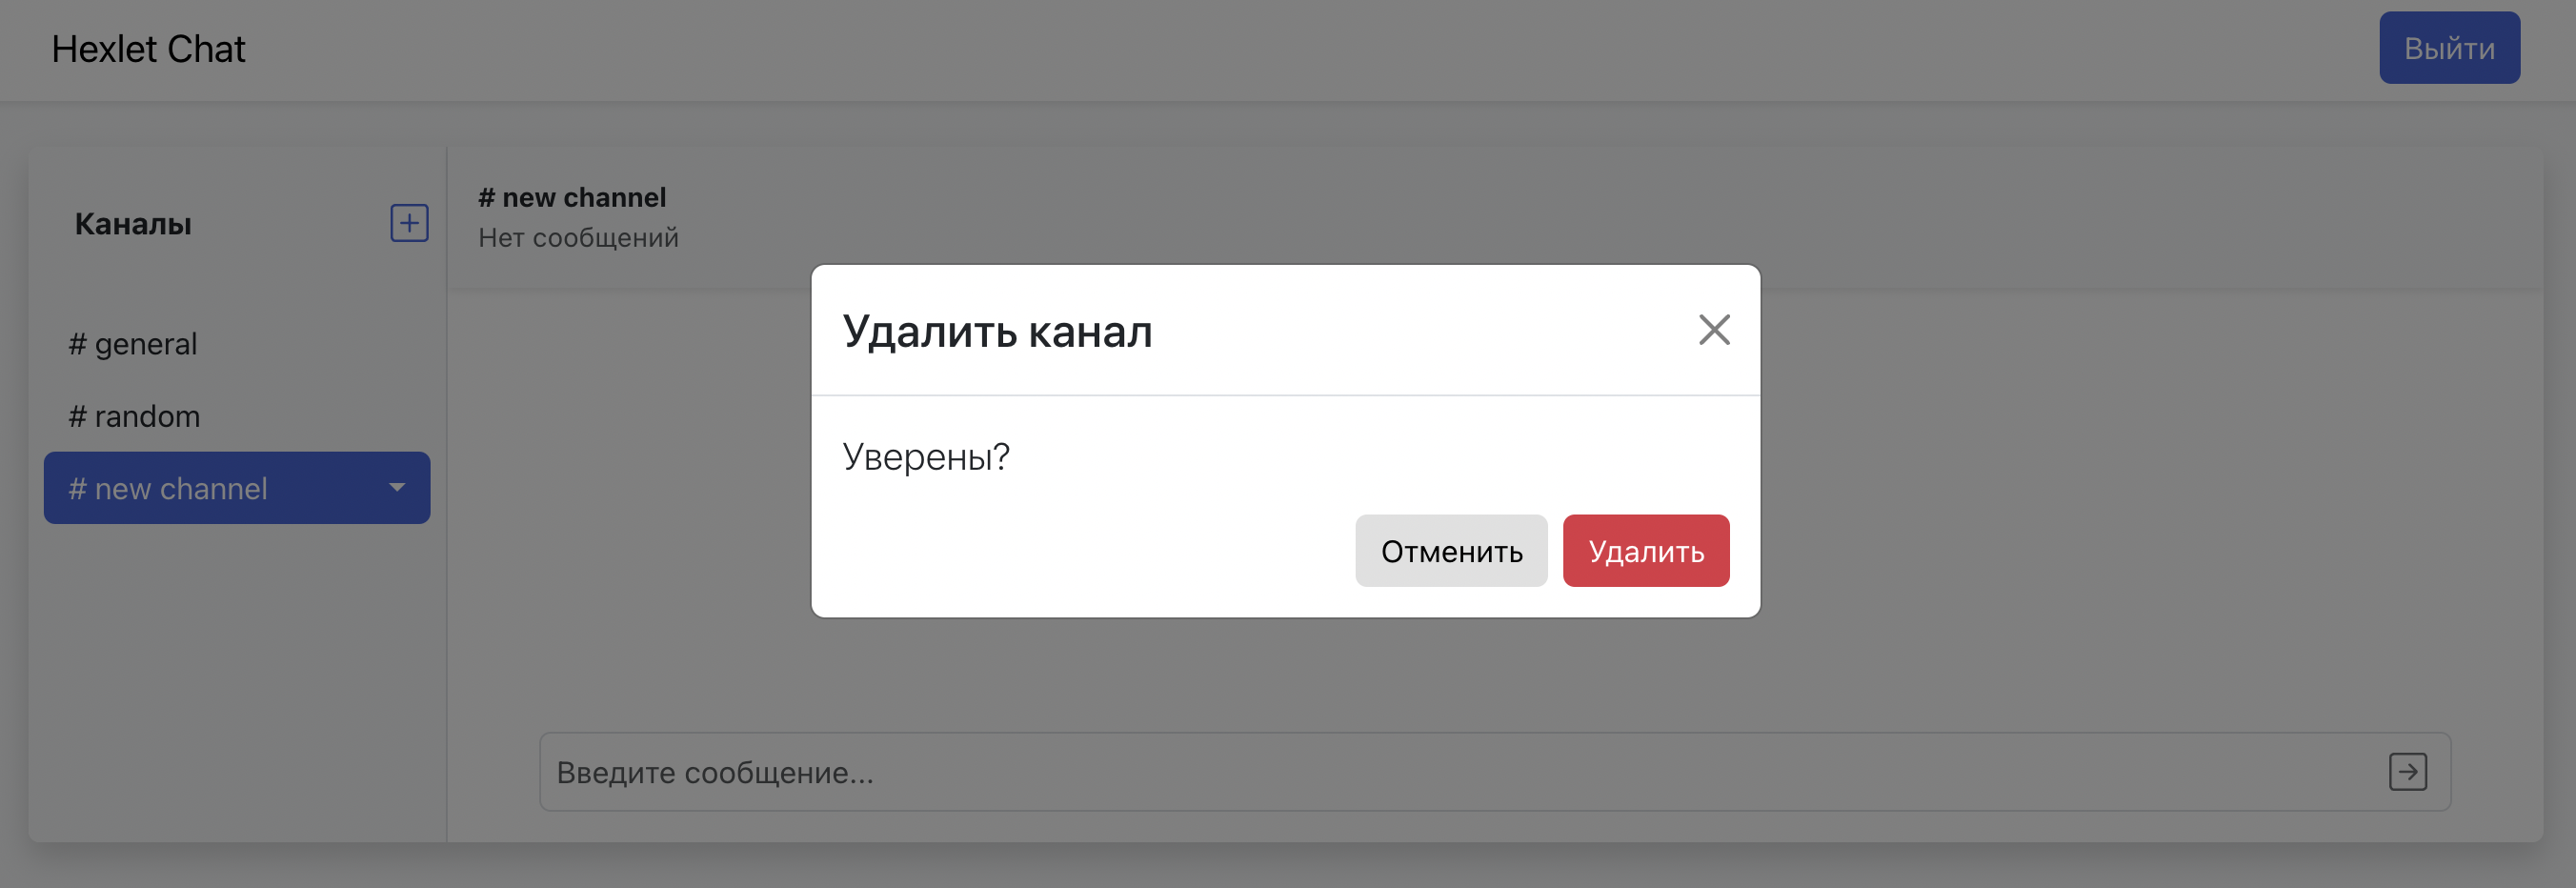 Hexlet Chat
Выйти
Каналы
# general
# random
# new channel
# new channel
Нет сообщений
Удалить канал
Уверены?
Отменить
Удалить
Введите сообщение...